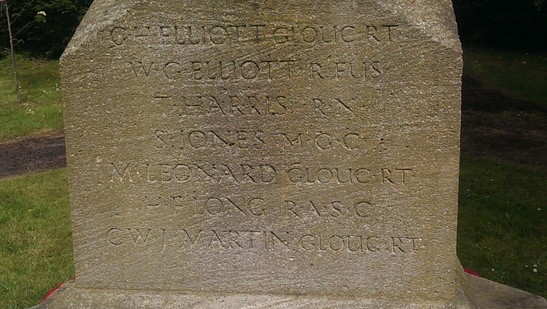 G·H·ELLIOTT GLOUC·RT·
W·G·ELLIOTT·R·FUS·
T·HARRIS R·N·
S·JONES M·G·C·
M·LEONARD GLOUC·RT·
H·F·LONG R·A·S·C·
C·W·J·MARTIN·GLOUC·RT·